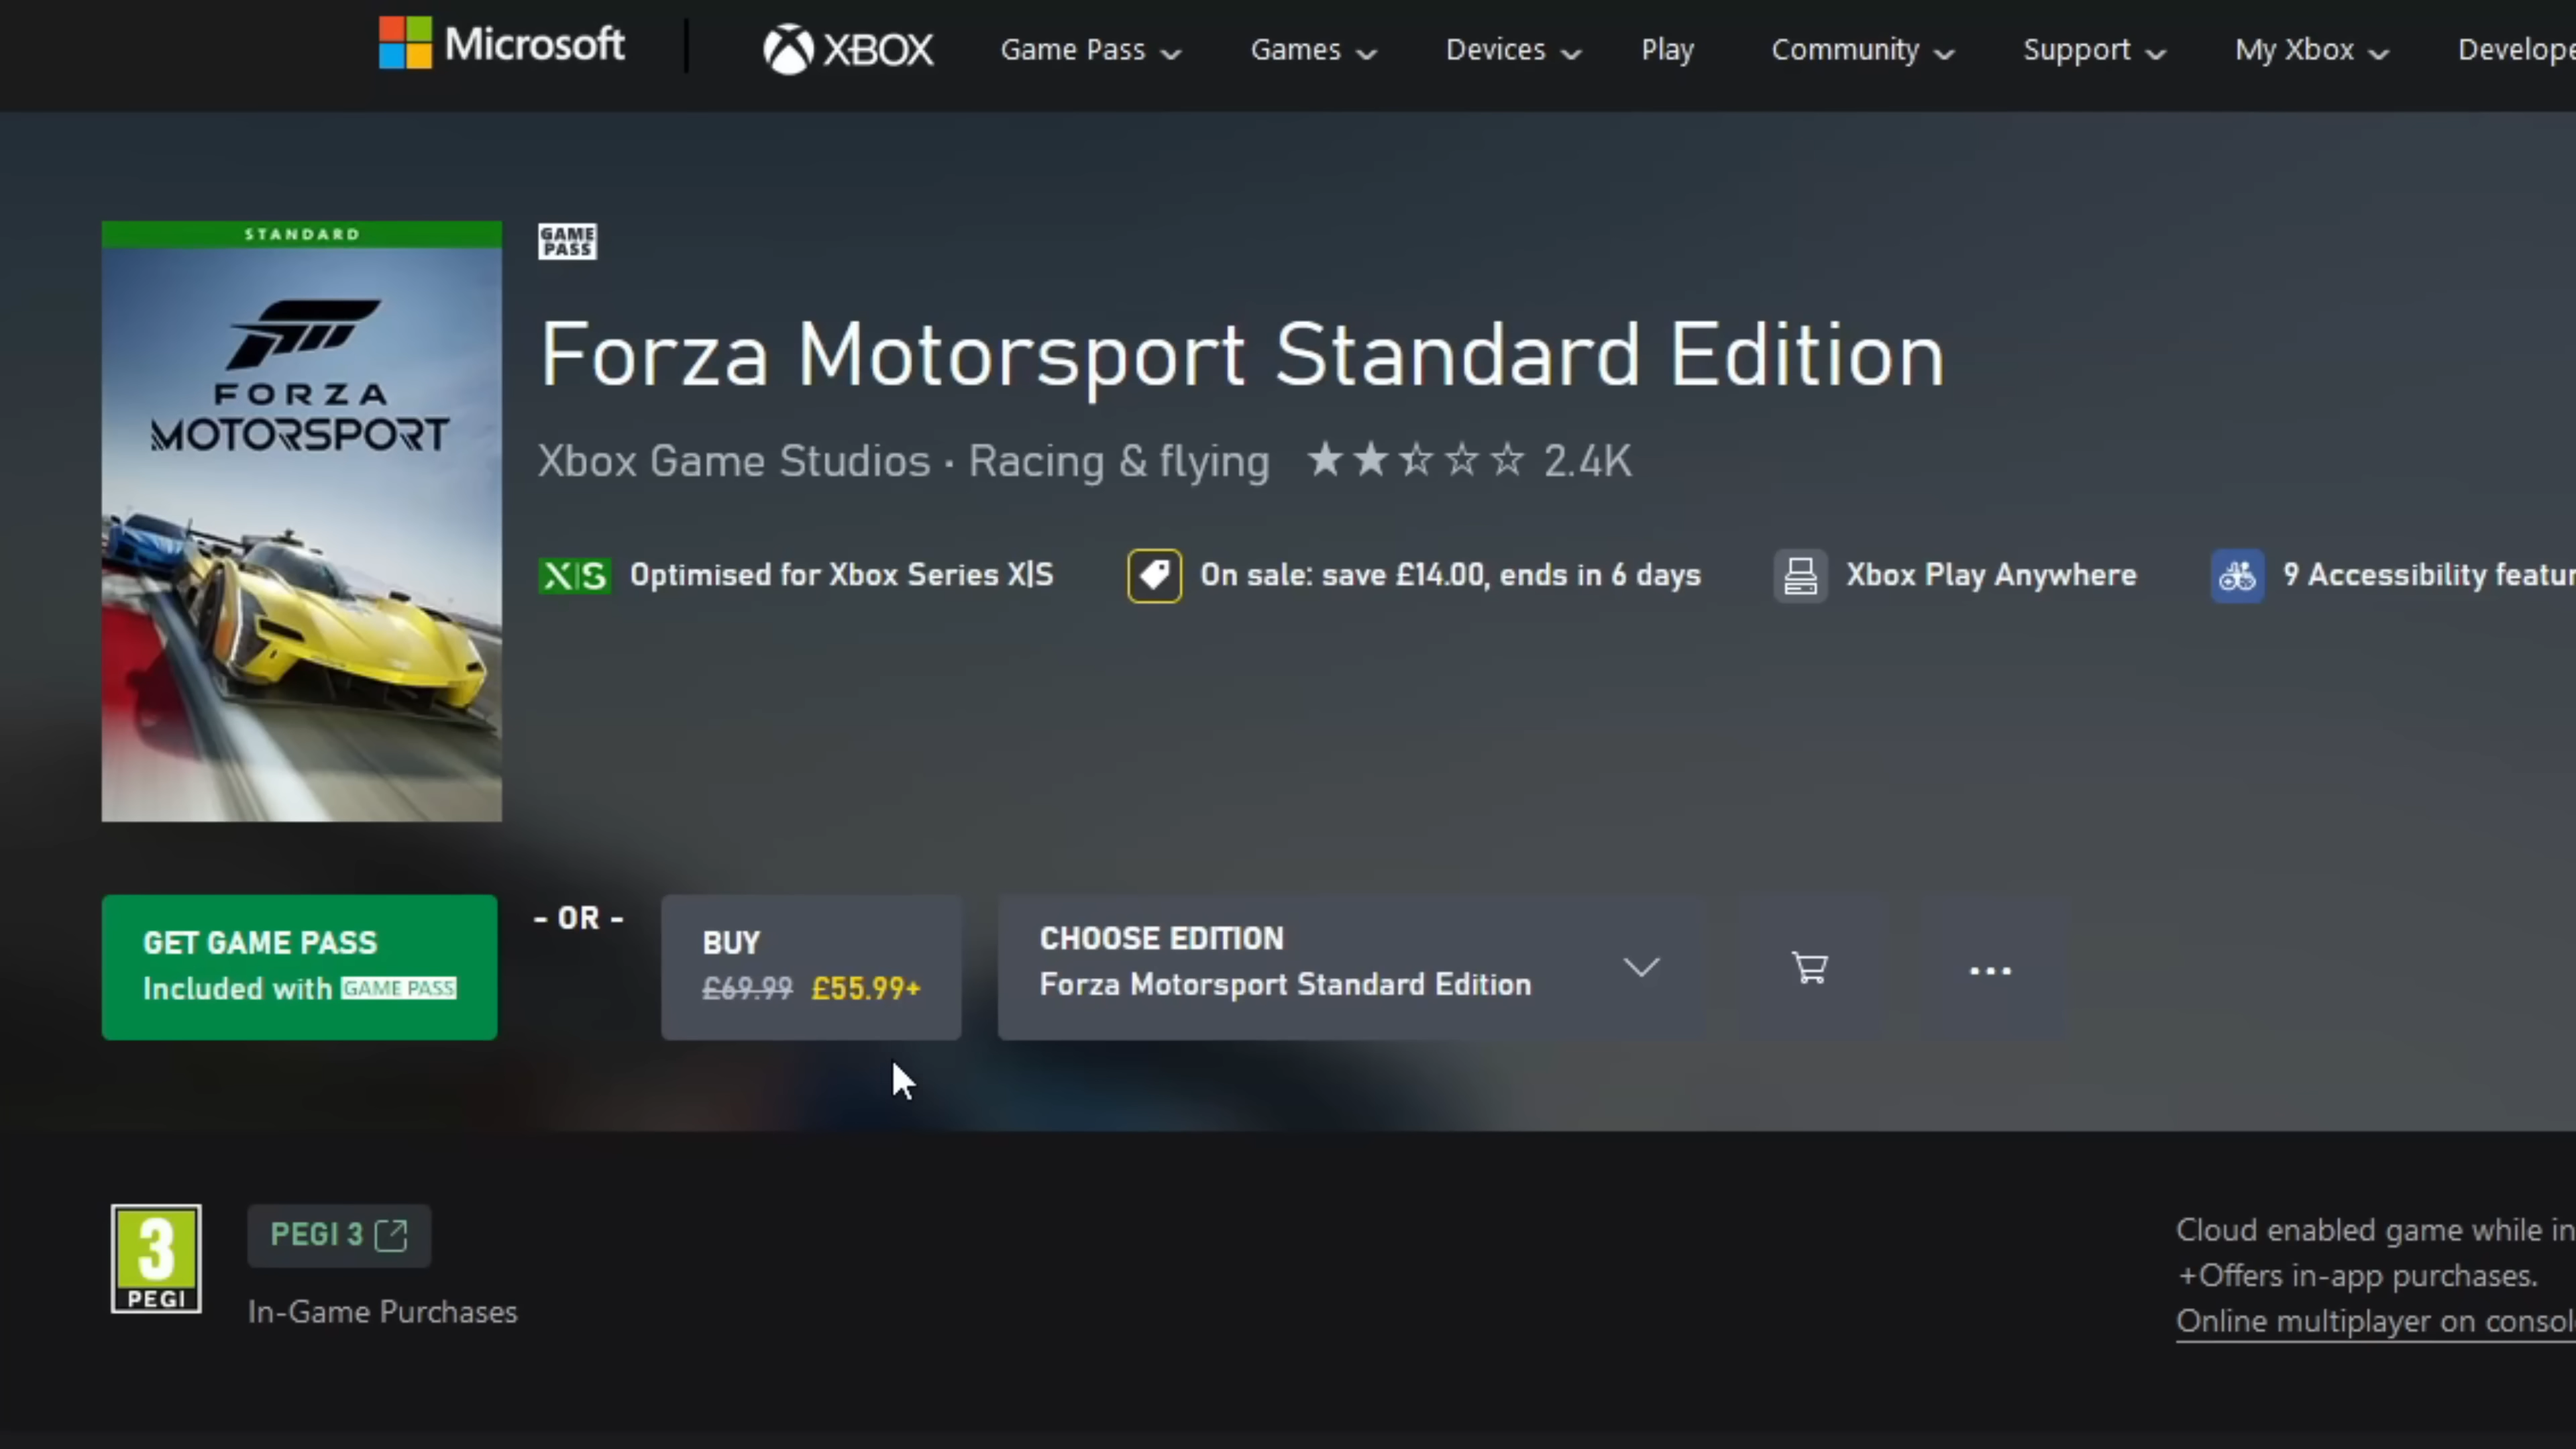 Microsoft
XBOX
Game Pass
Games
Devices
Play
Community
Support
My Xbox
Develope
STANDARD
FORZA
MOTORSPORT
GAME
PASS
Forza Motorsport Standard Edition
Xbox Game Studios · Racing & flying ★★☆☆☆ 2.4K
X|S Optimised for Xbox Series X|S
On sale: save £14.00, ends in 6 days
Xbox Play Anywhere
9 Accessibility featur
GET GAME PASS
Included with GAME PASS
- OR -
BUY
£69.99 £55.99+
CHOOSE EDITION
Forza Motorsport Standard Edition
...
3
PEGI
PEGI 3
In-Game Purchases
Cloud enabled game while in
+Offers in-app purchases.
Online multiplayer on consol